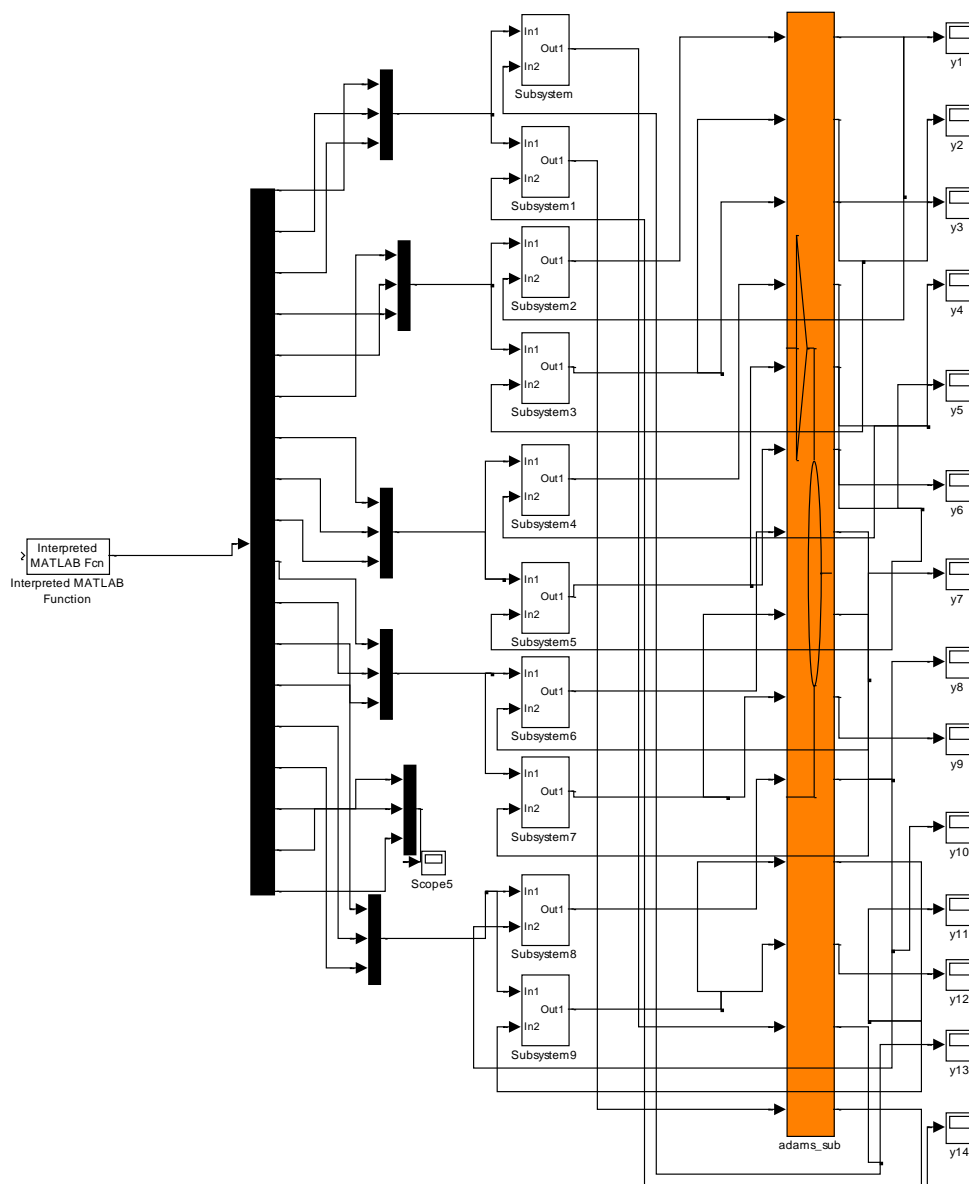 In1
In2
Out1
Subsystem
In1
In2
Out1
Subsystem1
In1
In2
Out1
Subsystem2
In1
In2
Out1
Subsystem3
In1
In2
Out1
Subsystem4
In1
In2
Out1
Subsystem5
In1
In2
Out1
Subsystem6
In1
In2
Out1
Subsystem7
In1
In2
Out1
Subsystem8
In1
In2
Out1
Subsystem9
Interpreted
MATLAB Fcn
Interpreted MATLAB
Function
Scope5
adams_sub
y1
y2
y3
y4
y5
y6
y7
y8
y9
y10
y11
y12
y13
y14